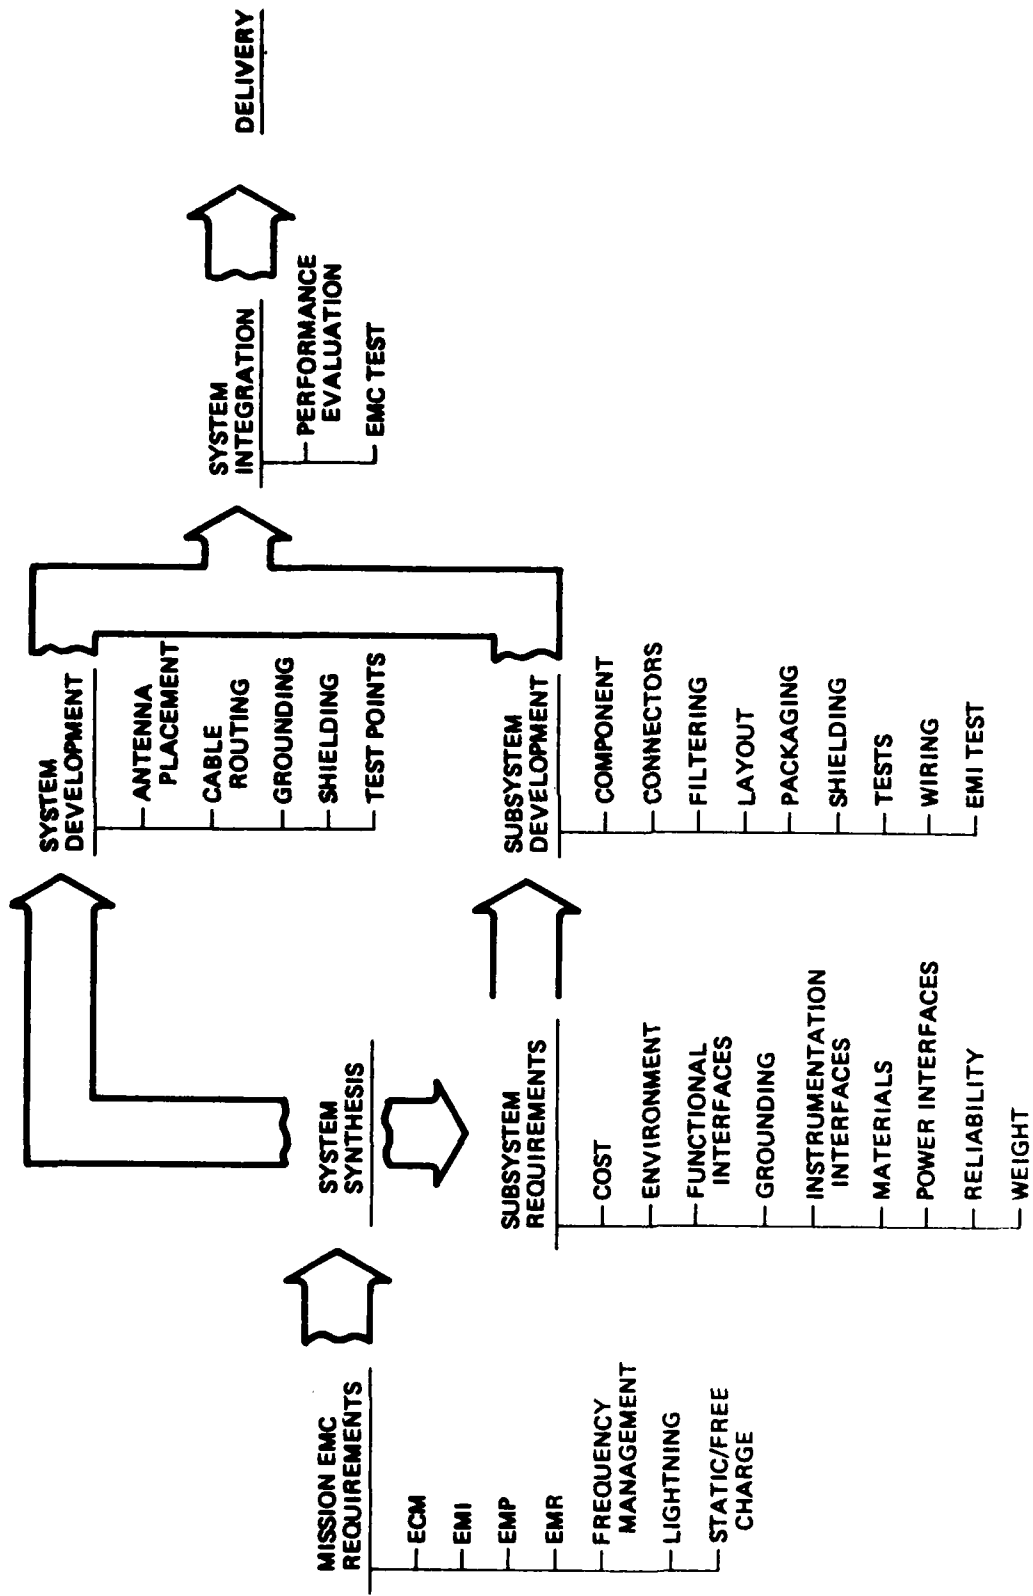 MISSION EMC
REQUIREMENTS
ECM
EMI
EMP
EMR
FREQUENCY
MANAGEMENT
LIGHTNING
STATIC/FREE
CHARGE
SYSTEM
SYNTHESIS
SUBSYSTEM
REQUIREMENTS
COST
ENVIRONMENT
FUNCTIONAL
INTERFACES
GROUNDING
INSTRUMENTATION
INTERFACES
MATERIALS
POWER INTERFACES
RELIABILITY
WEIGHT
SYSTEM
DEVELOPMENT
ANTENNA
PLACEMENT
CABLE
ROUTING
GROUNDING
SHIELDING
TEST POINTS
SUBSYSTEM
DEVELOPMENT
COMPONENT
CONNECTORS
FILTERING
LAYOUT
PACKAGING
SHIELDING
TESTS
WIRING
EMI TEST
SYSTEM
INTEGRATION
PERFORMANCE
EVALUATION
EMC TEST
DELIVERY